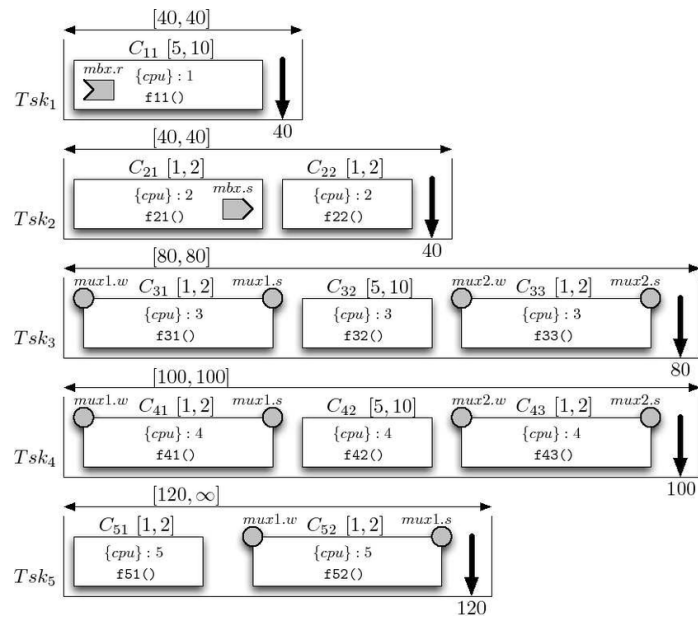 [40, 40]
C11 [5, 10]
mbx.r
{cpu} : 1
f11()
Tsk1
40
[40, 40]
C21 [1, 2] C22 [1, 2]
{cpu} : 2 mbx.s {cpu} : 2
f21() f22()
Tsk2
40
[80, 80]
mux1.w C31 [1, 2] mux1.s C32 [5, 10] mux2.w C33 [1, 2] mux2.s
{cpu} : 3 {cpu} : 3 {cpu} : 3
f31() f32() f33()
Tsk3
80
[100, 100]
mux1.w C41 [1, 2] mux1.s C42 [5, 10] mux2.w C43 [1, 2] mux2.s
{cpu} : 4 {cpu} : 4 {cpu} : 4
f41() f42() f43()
Tsk4
100
[120, ∞]
C51 [1, 2] mux1.w C52 [1, 2] mux1.s
{cpu} : 5 {cpu} : 5
f51() f52()
Tsk5
120